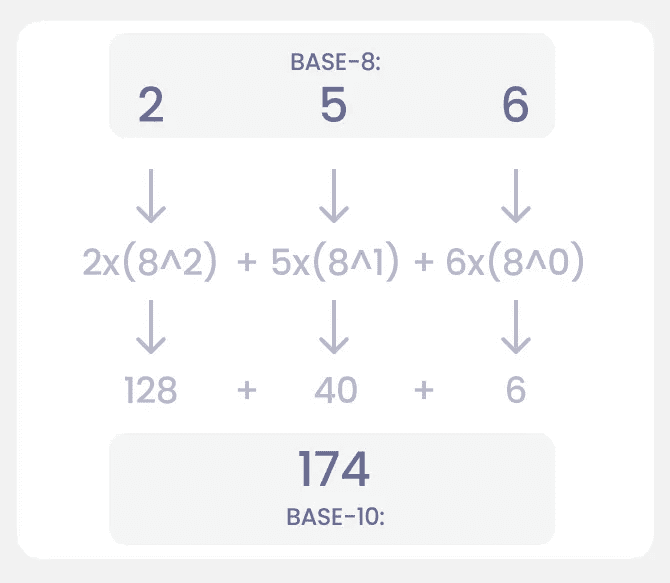 BASE-8:
2 5 6
2x(8^2) + 5x(8^1) + 6x(8^0)
128 + 40 + 6
174
BASE-10: